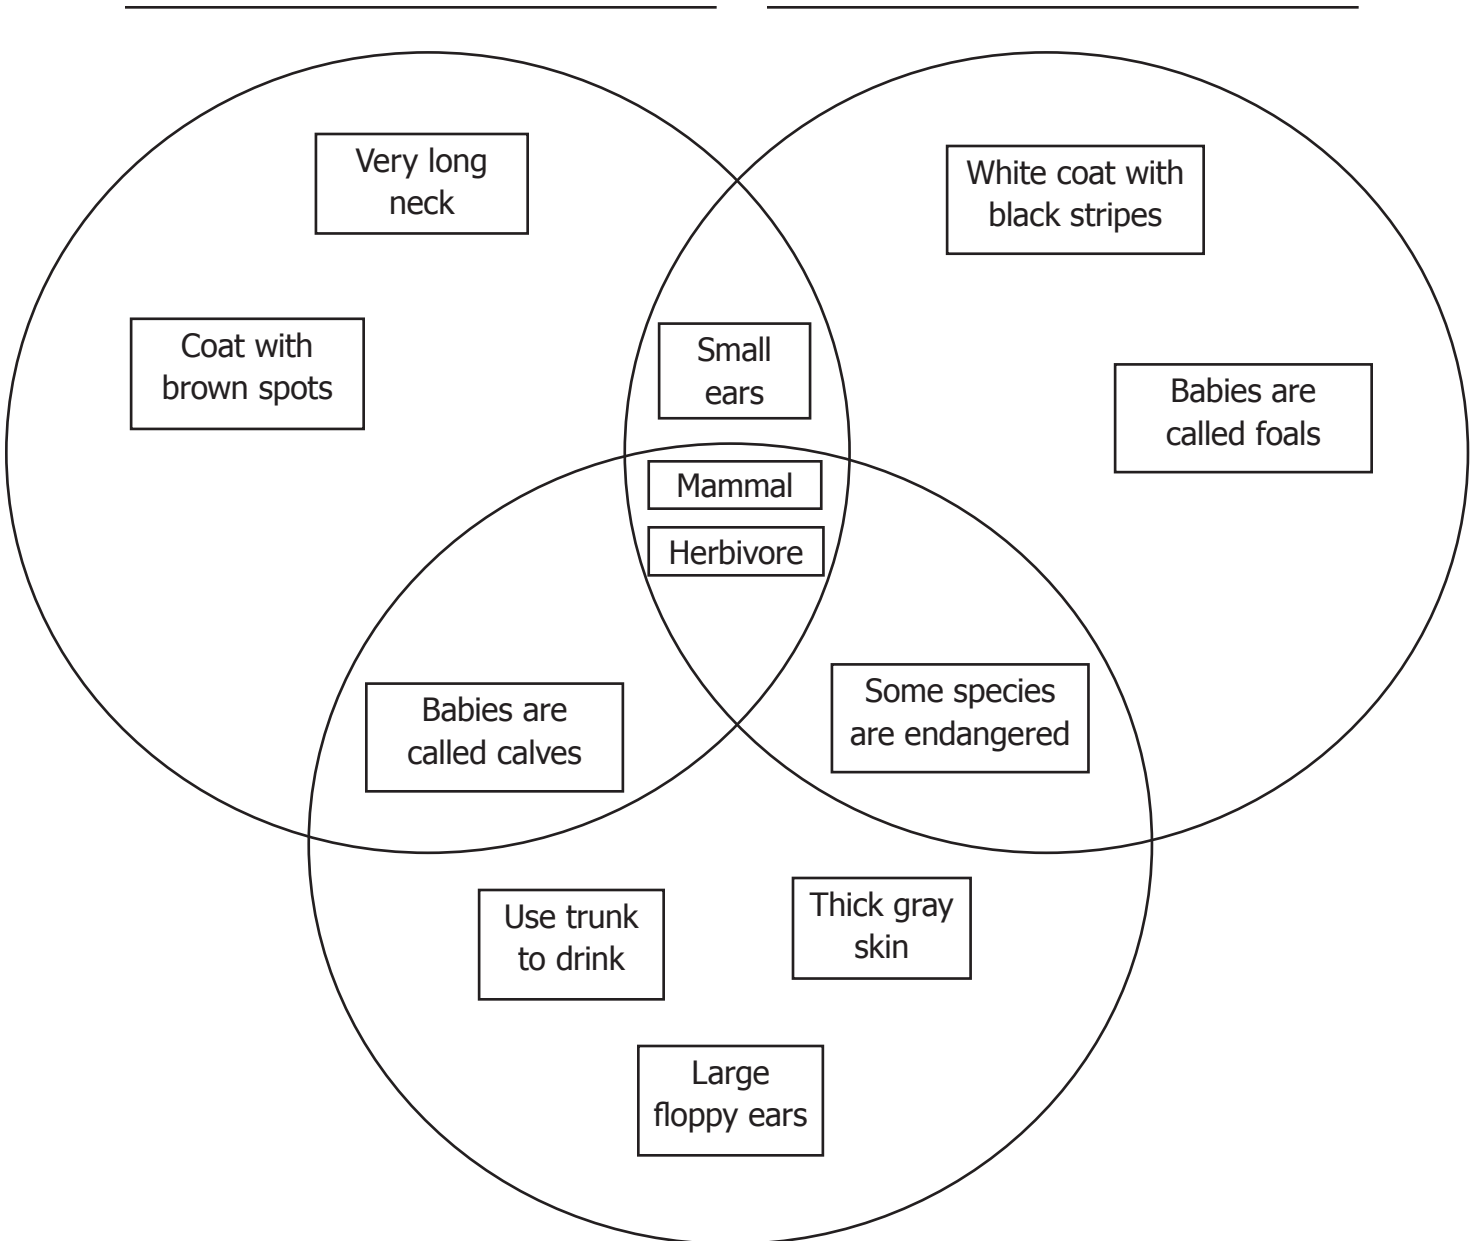 Very long
neck
White coat with
black stripes
Coat with
brown spots
Small
ears
Babies are
called foals
Mammal
Herbivore
Babies are
called calves
Some species
are endangered
Use trunk
to drink
Thick gray
skin
Large
floppy ears